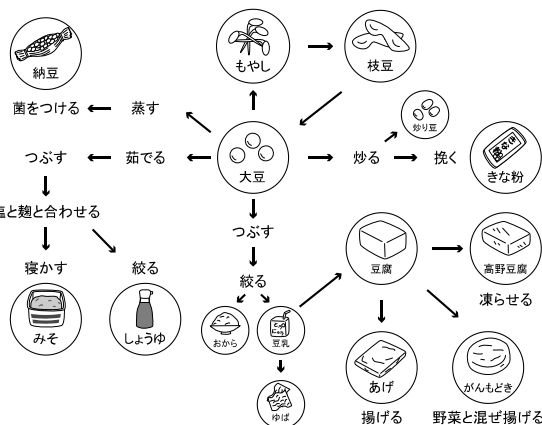 納豆
もやし
枝豆
菌をつける
蒸す
炒り豆
つぶす
茹でる
大豆
炒る
挽く
きな粉
塩と麹と合わせる
つぶす
寝かす
絞る
絞る
豆腐
高野豆腐
凍らせる
みそ
しょうゆ
おから
豆乳
ゆば
あげ
がんもどき
揚げる
野菜と混ぜ揚げる